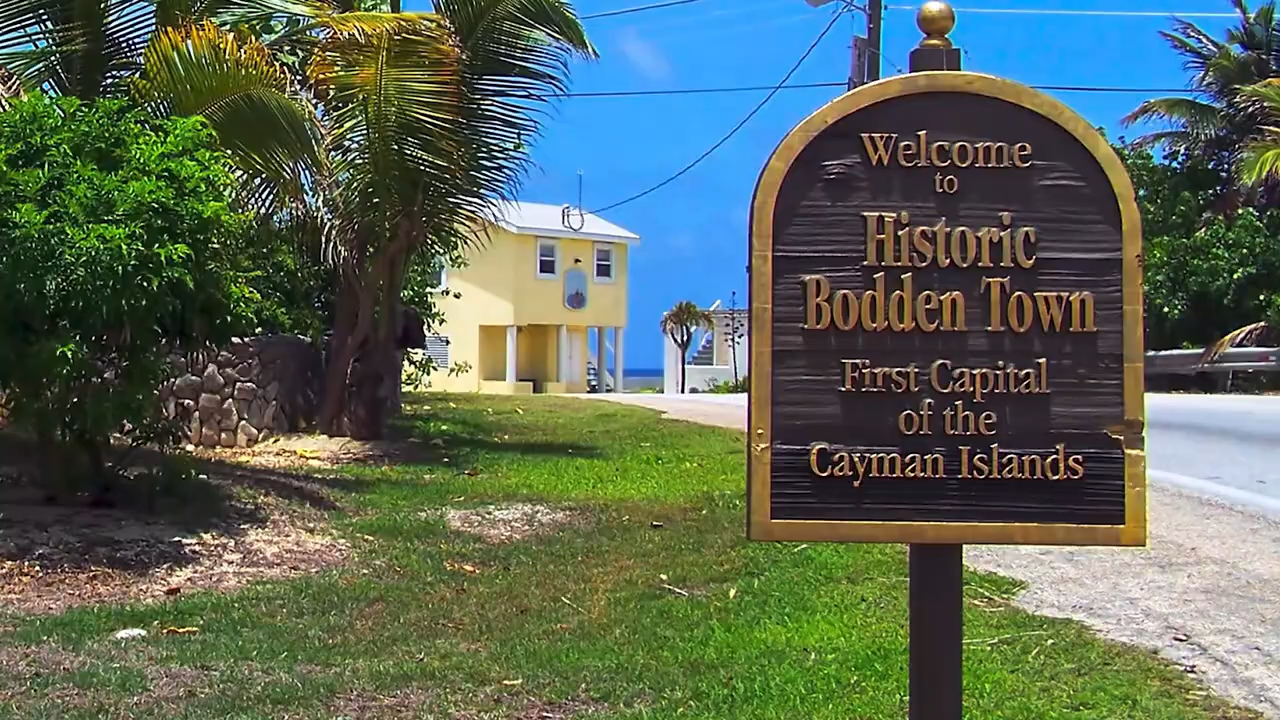 Welcome
to
Historic
Bodden Town
First Capital
of the
Cayman Islands